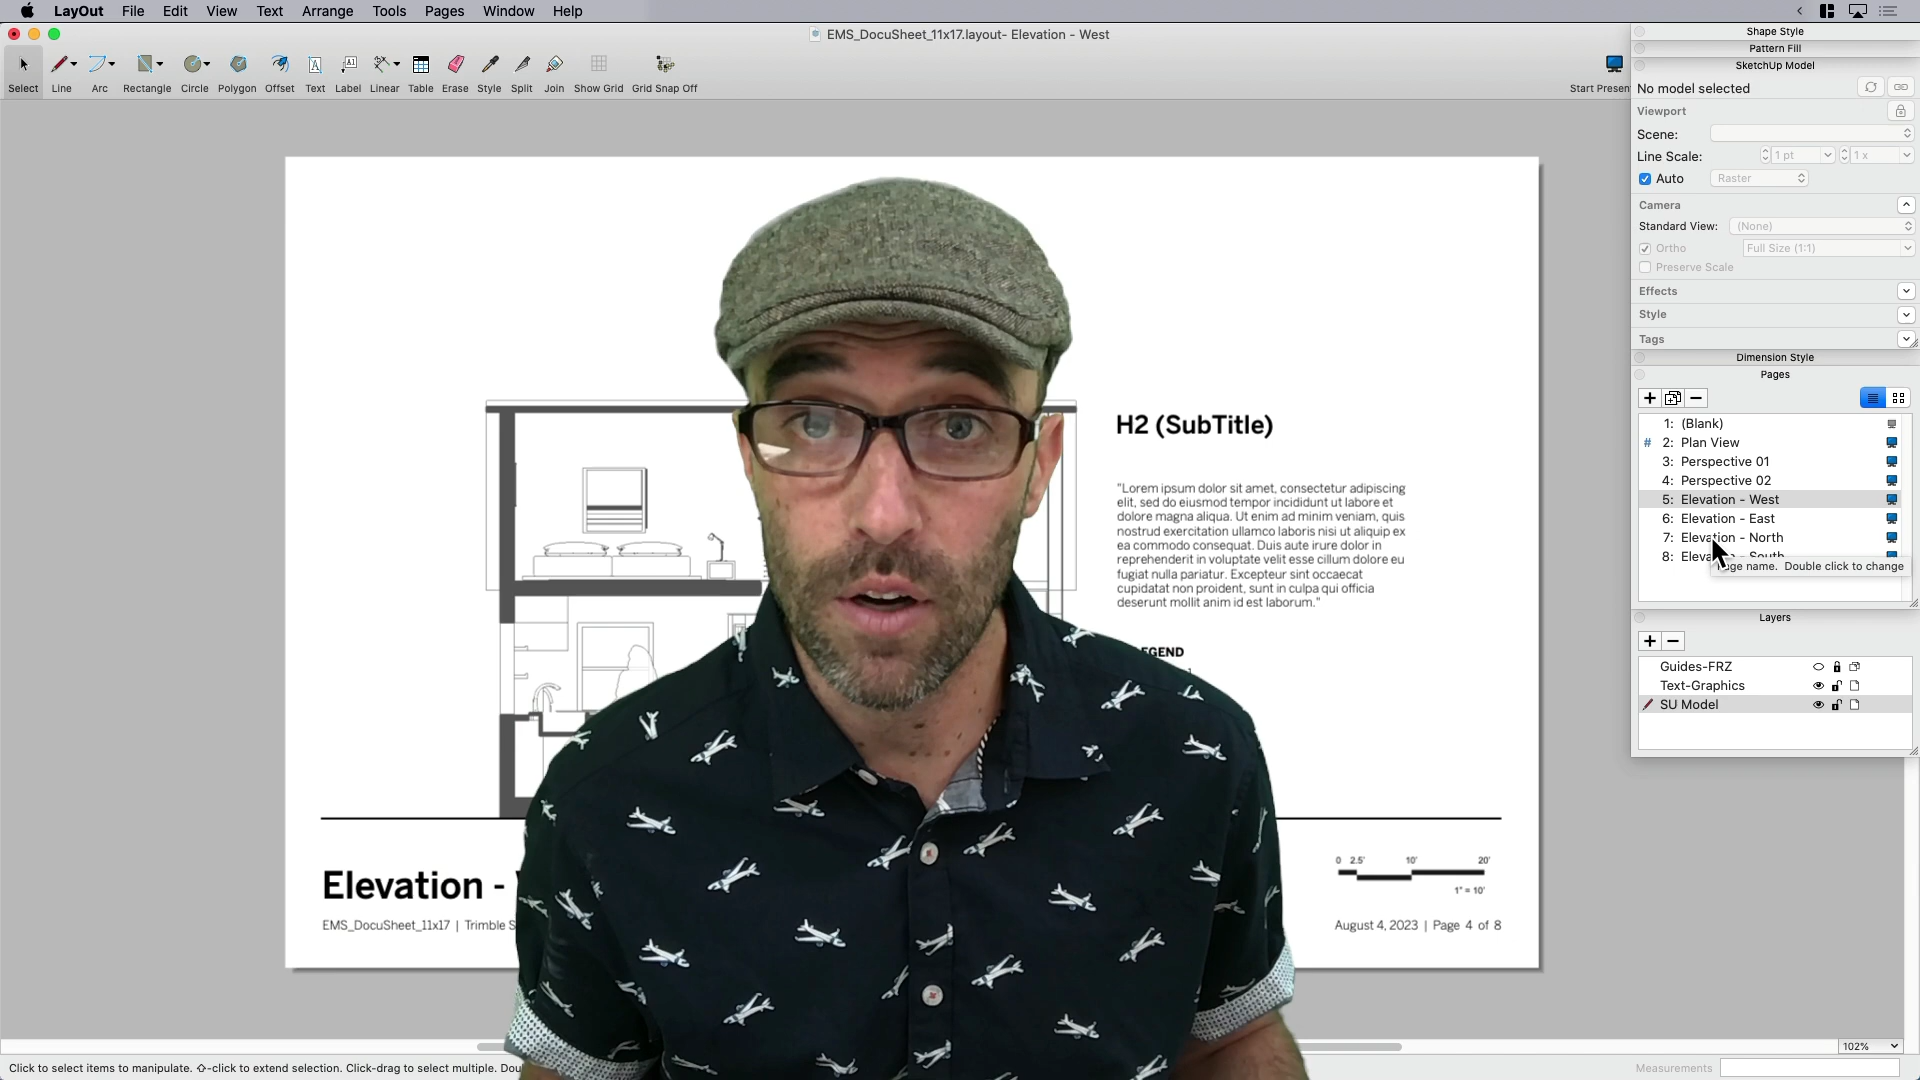 LayOut File Edit View Text Arrange Tools Pages Window Help
EMS_DocuSheet_11x17.layout- Elevation - West
Select Line Arc Rectangle Circle Polygon Offset Text Label Linear Table Erase Style Split Join Show Grid Grid Snap Off
Start Presen
Shape Style
Pattern Fill
SketchUp Model
No model selected
Viewport
Scene:
Line Scale: 1 pt 1 x
Auto Raster
Camera
Standard View: (None)
Ortho Full Size (1:1)
Preserve Scale
Effects
Style
Tags
Dimension Style
Pages
1: (Blank)
# 2: Plan View
3: Perspective 01
4: Perspective 02
5: Elevation - West
6: Elevation - East
7: Elevation - North
8: Eleva - South
ge name. Double click to change
Layers
Guides-FRZ
Text-Graphics
SU Model
H2 (SubTitle)
"Lorem ipsum dolor sit amet, consectetur adipiscing
elit, sed do eiusmod tempor incididunt ut labore et
dolore magna aliqua. Ut enim ad minim veniam, quis
nostrud exercitation ullamco laboris nisi ut aliquip ex
ea commodo consequat. Duis aute irure dolor in
reprehenderit in voluptate velit esse cillum dolore eu
fugiat nulla pariatur. Excepteur sint occaecat
cupidatat non proident, sunt in culpa qui officia
deserunt mollit anim id est laborum."
EGEND
Elevation -
EMS_DocuSheet_11x17 | Trimble S
0 2.5' 10' 20'
1" = 10'
August 4, 2023 | Page 4 of 8
102%
Click to select items to manipulate. ⇧-click to extend selection. Click-drag to select multiple. Dou
Measurements